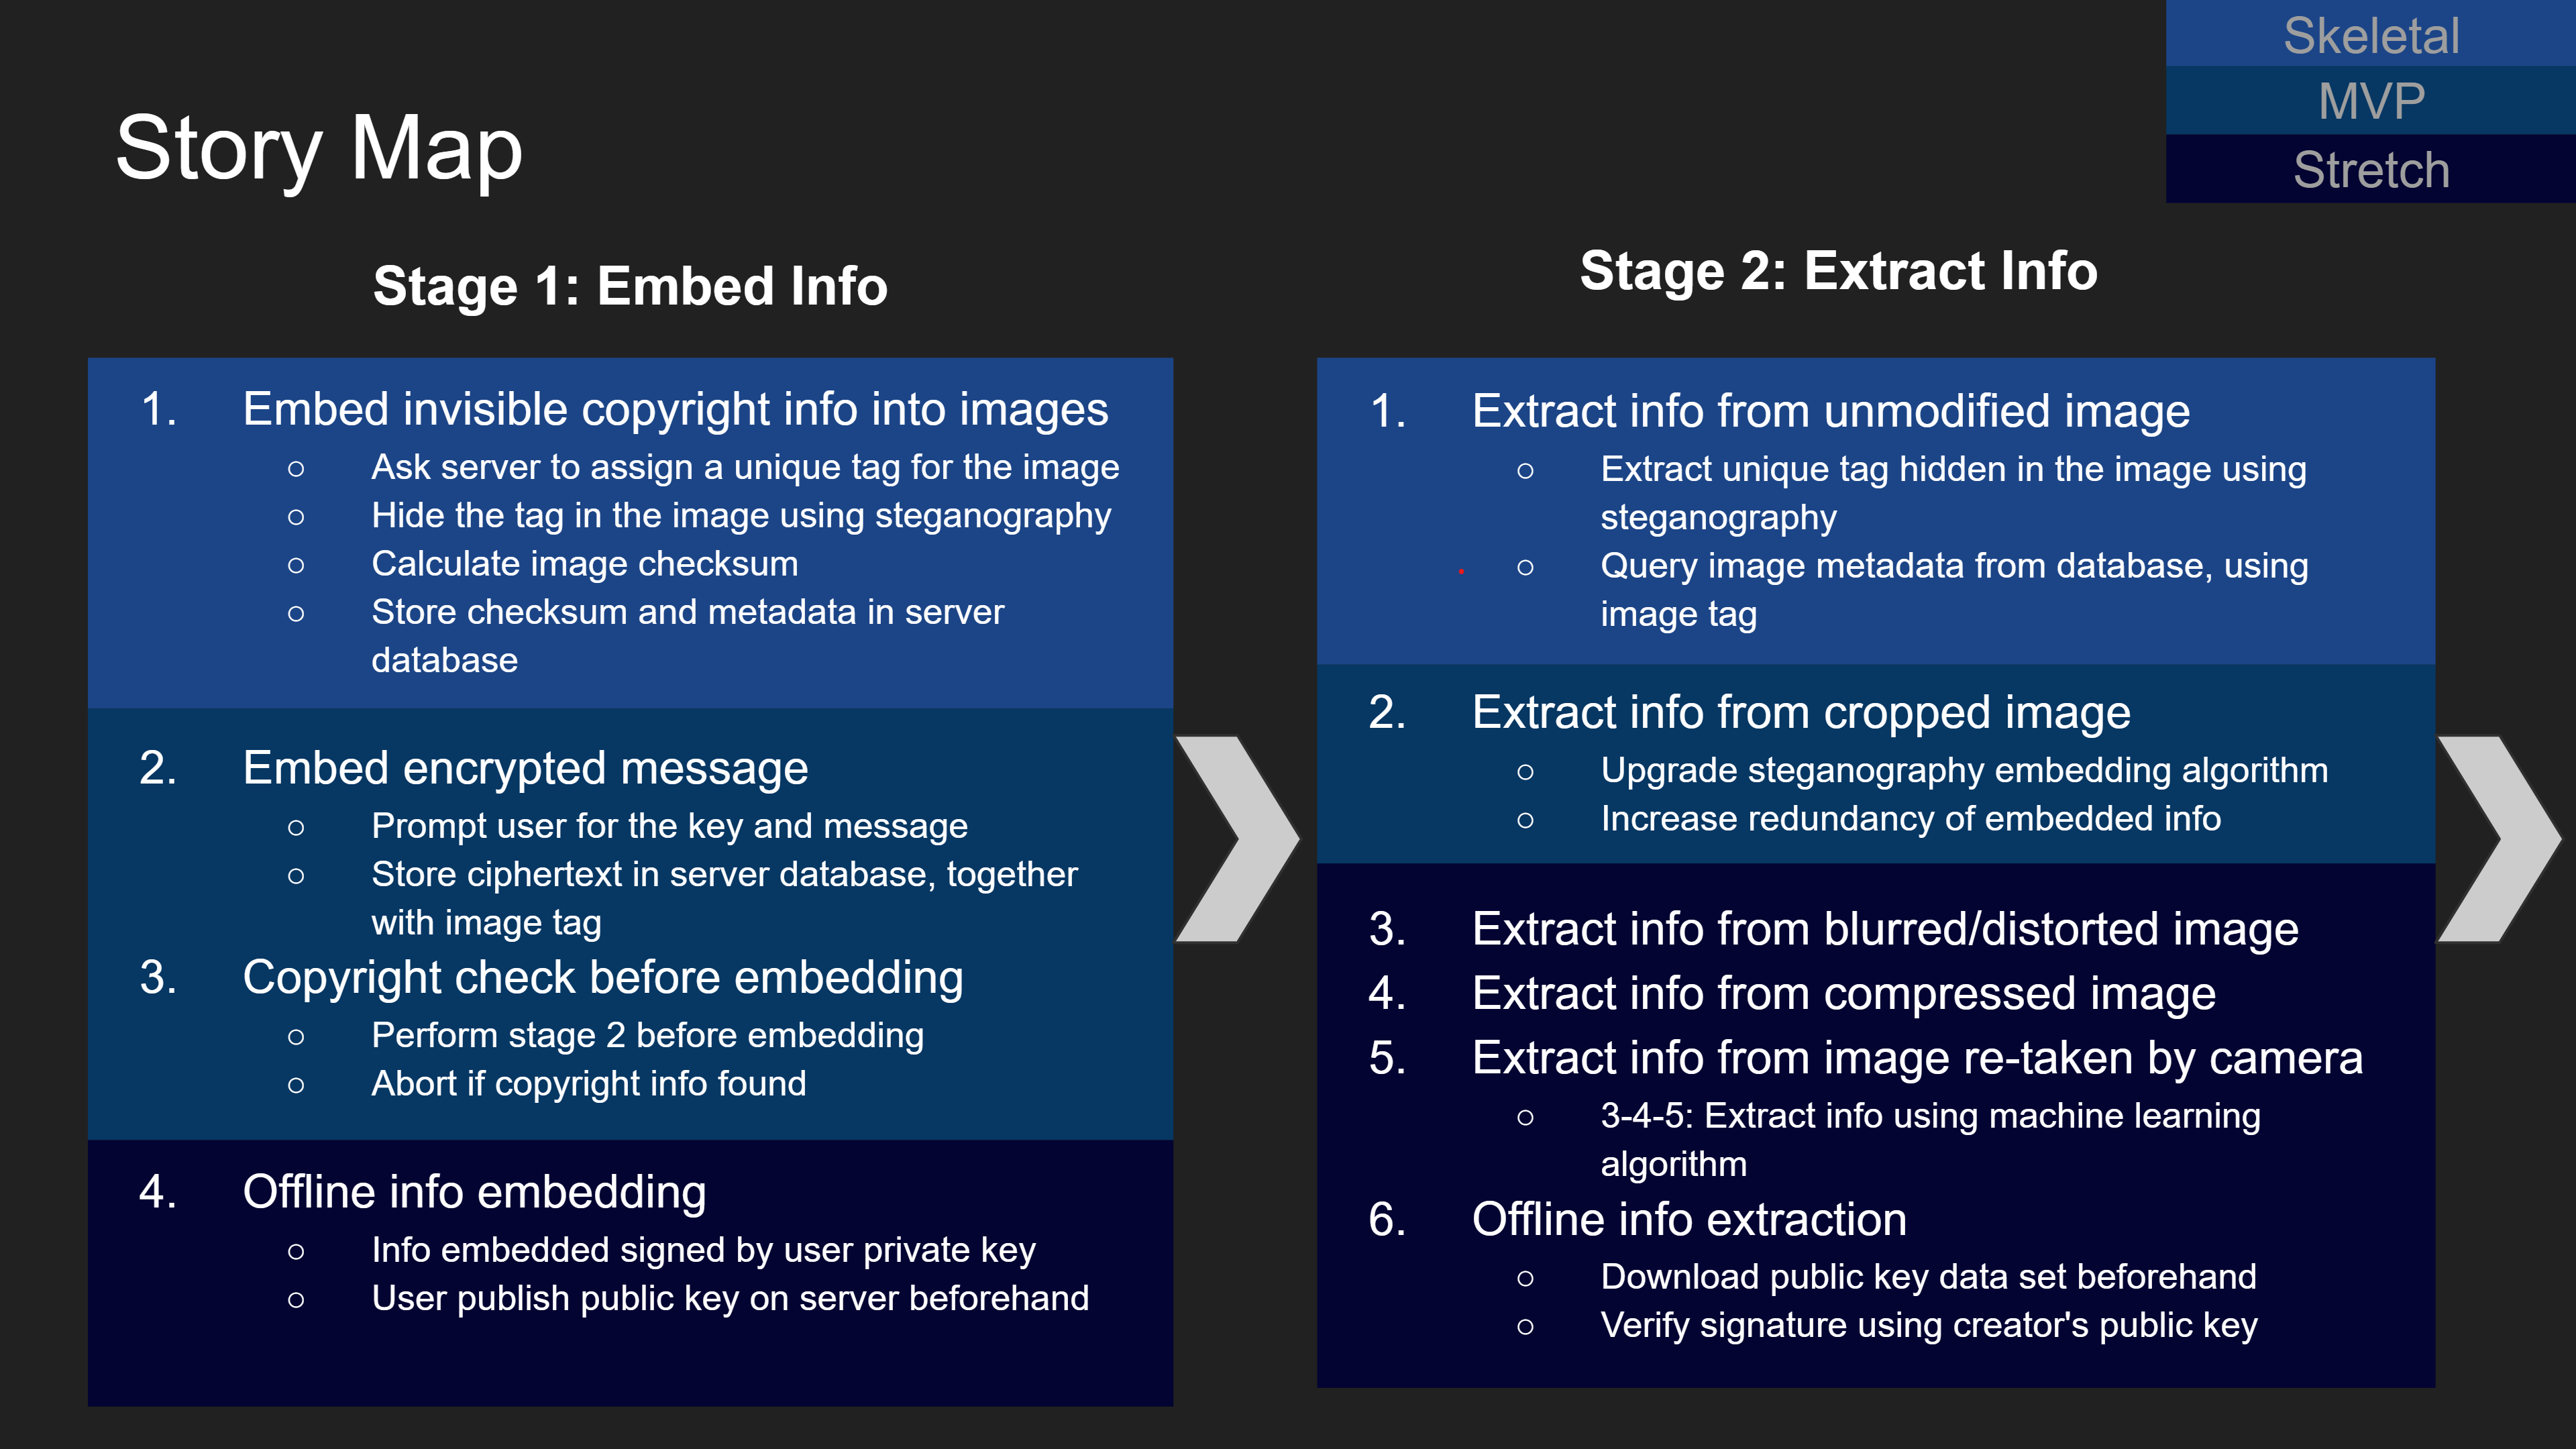 Skeletal
MVP
Stretch
Story Map
Stage 1: Embed Info
1. Embed invisible copyright info into images
○ Ask server to assign a unique tag for the image
○ Hide the tag in the image using steganography
○ Calculate image checksum
○ Store checksum and metadata in server
database
2. Embed encrypted message
○ Prompt user for the key and message
○ Store ciphertext in server database, together
with image tag
3. Copyright check before embedding
○ Perform stage 2 before embedding
○ Abort if copyright info found
4. Offline info embedding
○ Info embedded signed by user private key
○ User publish public key on server beforehand
Stage 2: Extract Info
1. Extract info from unmodified image
○ Extract unique tag hidden in the image using
steganography
○ Query image metadata from database, using
image tag
2. Extract info from cropped image
○ Upgrade steganography embedding algorithm
○ Increase redundancy of embedded info
3. Extract info from blurred/distorted image
4. Extract info from compressed image
5. Extract info from image re-taken by camera
○ 3-4-5: Extract info using machine learning
algorithm
6. Offline info extraction
○ Download public key data set beforehand
○ Verify signature using creator's public key